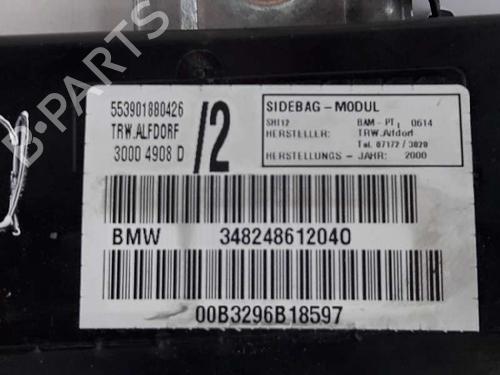 553901880426
TRW.ALFDORF
3000 4908 D
/2
SIDEBAG-MODUL
SHI12 BAM-PT1 0614
HERSTELLER: TRW.Alfdorf
Tel. 07172 / 3020
HERSTELLUNGS-JAHR: 2000
BMW 348248612040
00B3296B18597
B-PARTS